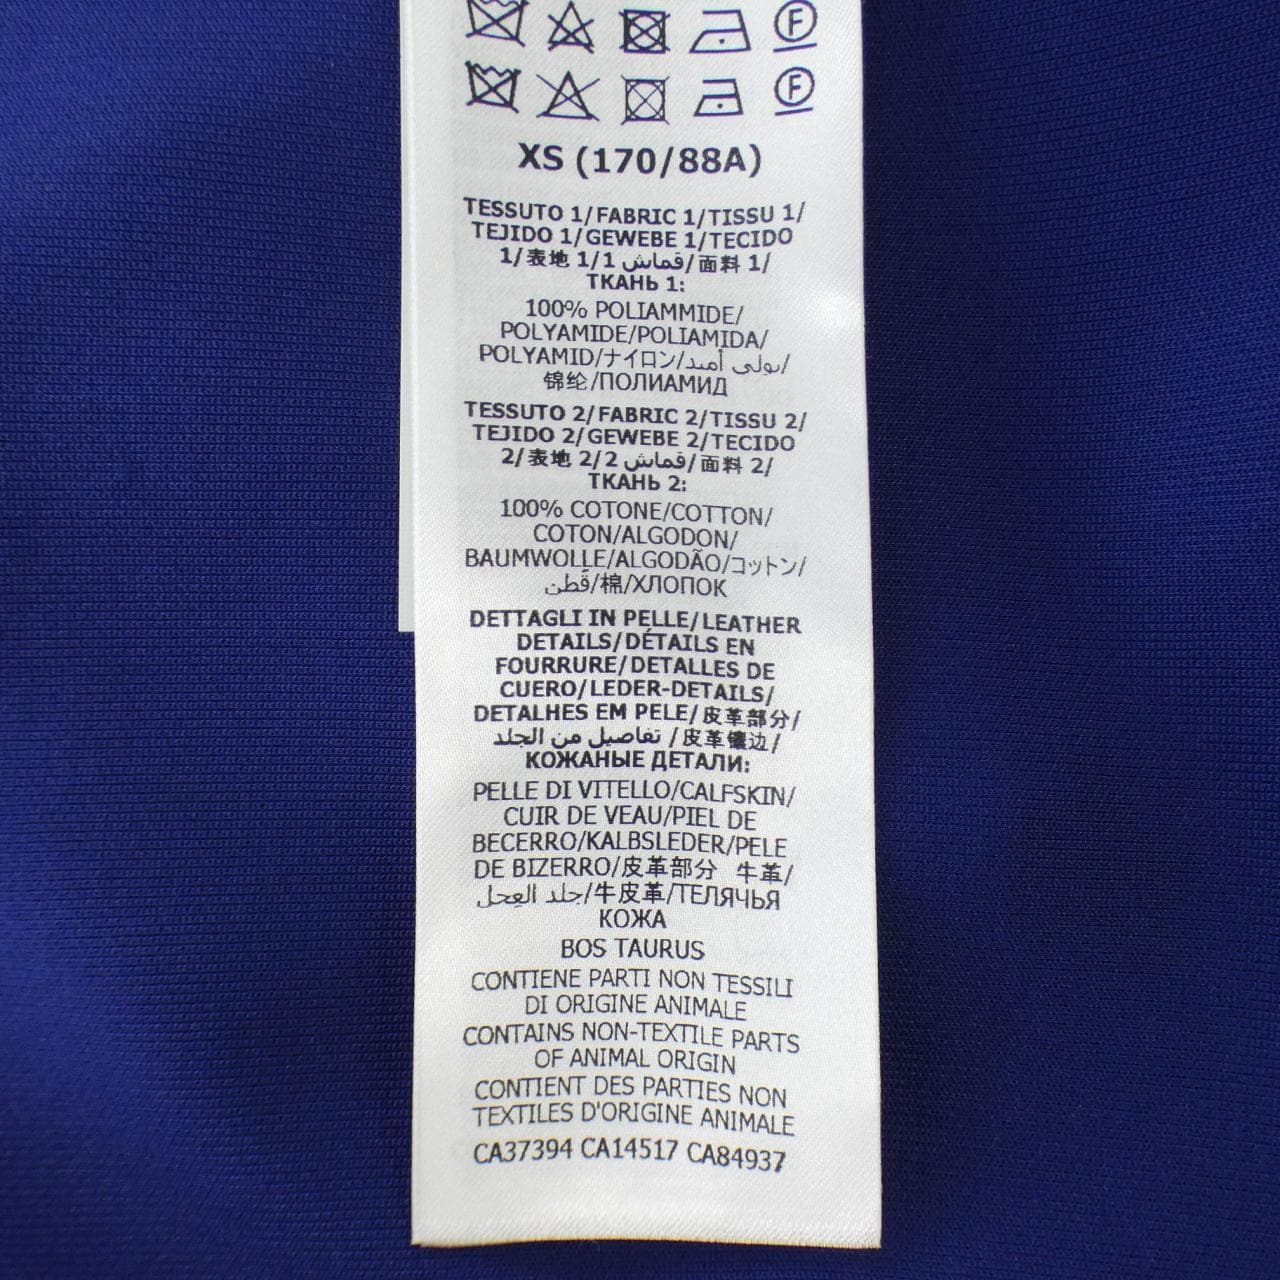 XS (170/88A)
TESSUTO 1/FABRIC 1/TISSU 1/
TEJIDO 1/GEWEBE 1/TECIDO
1/表地 1/1 قماش/面料 1/
ТКАНЬ 1:
100% POLIAMMIDE/
POLYAMIDE/POLIAMIDA/
POLYAMID/ナイロン/بولي أميد/
锦纶/ПОЛИАМИД
TESSUTO 2/FABRIC 2/TISSU 2/
TEJIDO 2/GEWEBE 2/TECIDO
2/表地 2/2 قماش/面料 2/
ТКАНЬ 2:
100% COTONE/COTTON/
COTON/ALGODON/
BAUMWOLLE/ALGODÃO/コットン/
قطن/棉/ХЛОПОК
DETTAGLI IN PELLE/LEATHER
DETAILS/DÉTAILS EN
FOURRURE/DETALLES DE
CUERO/LEDER-DETAILS/
DETALHES EM PELE/皮革部分/
تفاصيل من الجلد /皮革镶边/
КОЖАНЫЕ ДЕТАЛИ:
PELLE DI VITELLO/CALFSKIN/
CUIR DE VEAU/PIEL DE
BECERRO/KALBSLEDER/PELE
DE BIZERRO/皮革部分 牛革/
جلد العجل/牛皮革/ТЕЛЯЧЬЯ
КОЖА
BOS TAURUS
CONTIENE PARTI NON TESSILI
DI ORIGINE ANIMALE
CONTAINS NON-TEXTILE PARTS
OF ANIMAL ORIGIN
CONTIENT DES PARTIES NON
TEXTILES D'ORIGINE ANIMALE
CA37394 CA14517 CA84937